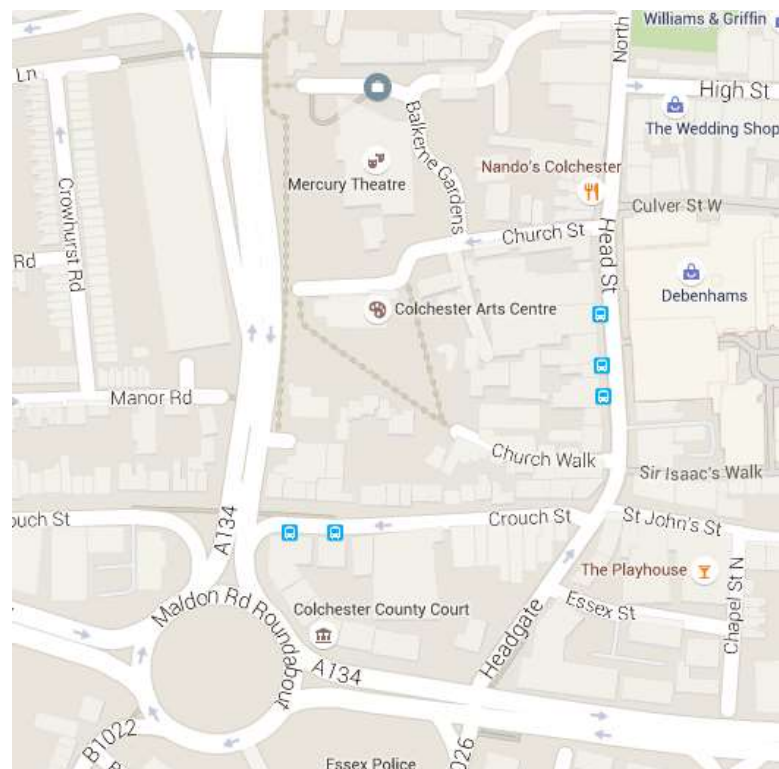 Williams & Griffin
North
Ln
High St
The Wedding Shop
Balkerne Gardens
Mercury Theatre
Nando's Colchester
Crowhurst Rd
Culver St W
Church St
Head St
Rd
Debenhams
Colchester Arts Centre
Manor Rd
Church Walk
Sir Isaac's Walk
ouch St
A134
Crouch St
St John's St
The Playhouse
Maldon Rd Roundabout
Colchester County Court
Essex St
Chapel St N
Headgate
A134
B1022
026
Essex Police